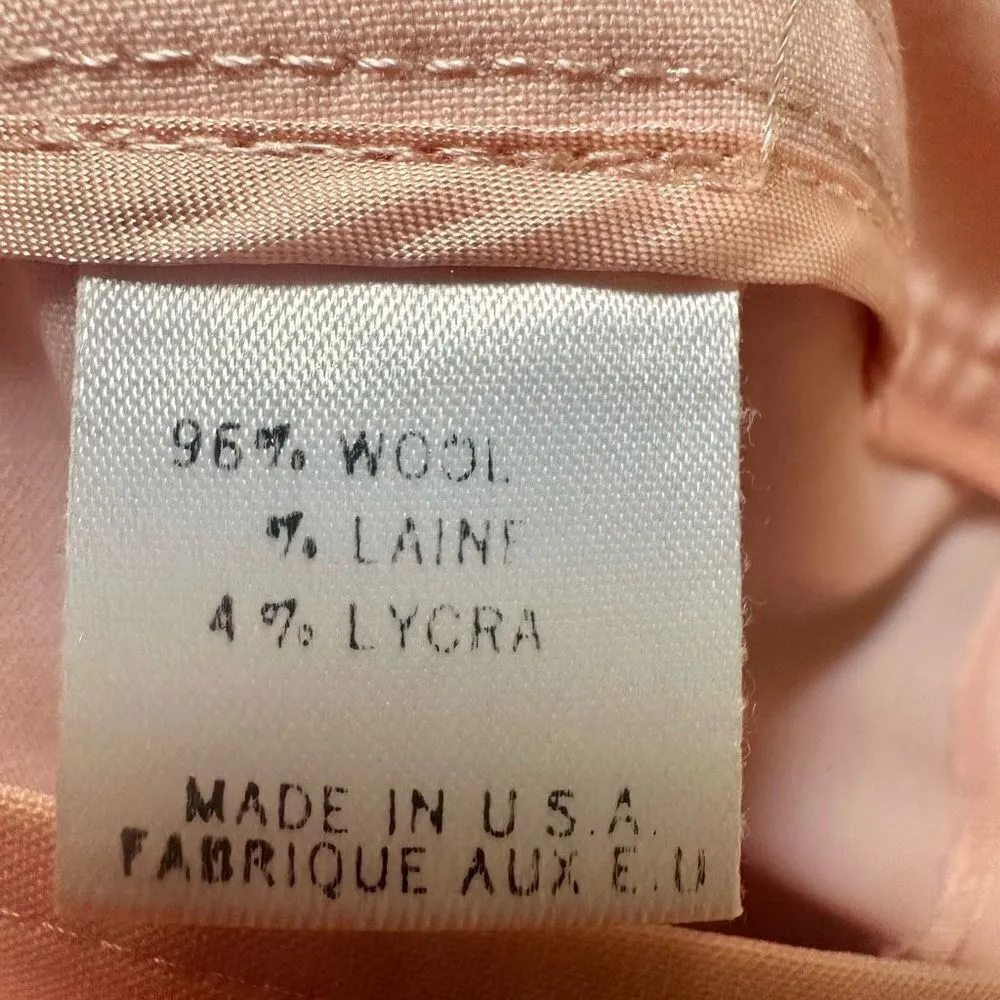 96% WOOL
% LAINE
4% LYCRA
MADE IN U.S.A.
FABRIQUE AUX E.U